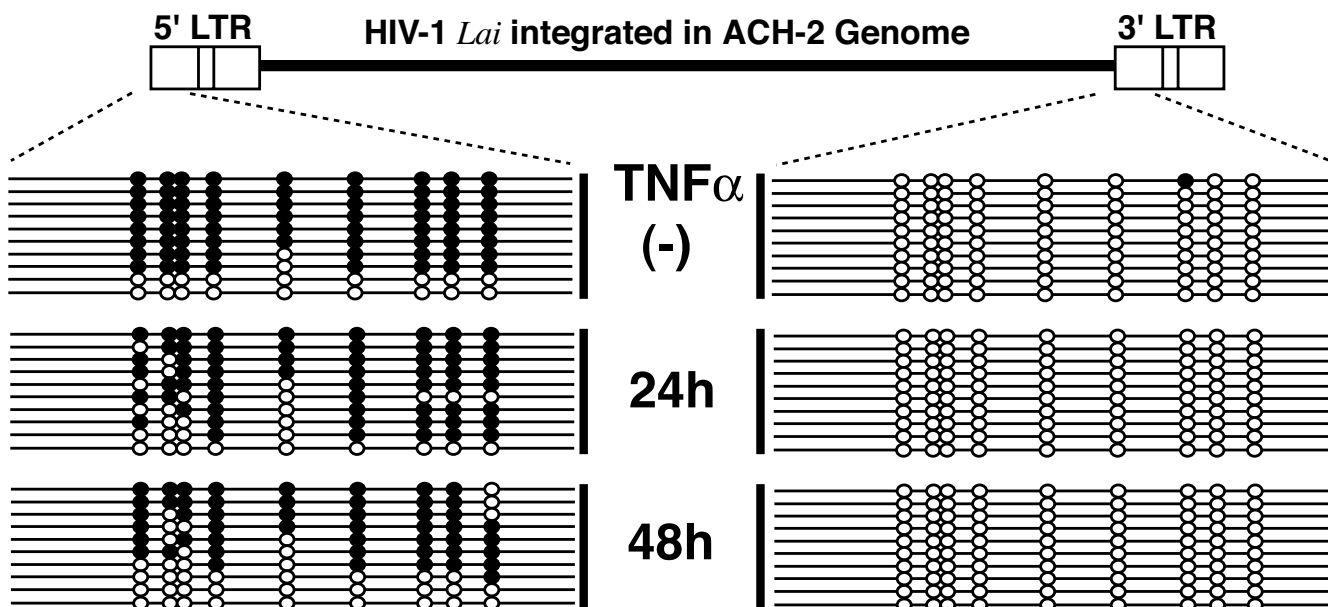 5' LTR
HIV-1 Lai integrated in ACH-2 Genome
3' LTR
TNFα
(-)
24h
48h